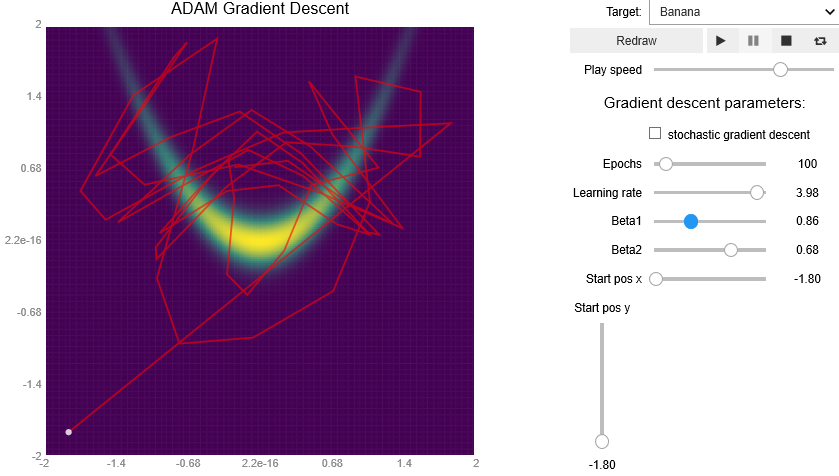 ADAM Gradient Descent
2
1.4
0.68
2.2e-16
-0.68
-1.4
-2
-2
-1.4
-0.68
2.2e-16
0.68
1.4
2
Target:
Banana
Redraw
Play speed
Gradient descent parameters:
stochastic gradient descent
Epochs
100
Learning rate
3.98
Beta1
0.86
Beta2
0.68
Start pos x
-1.80
Start pos y
-1.80